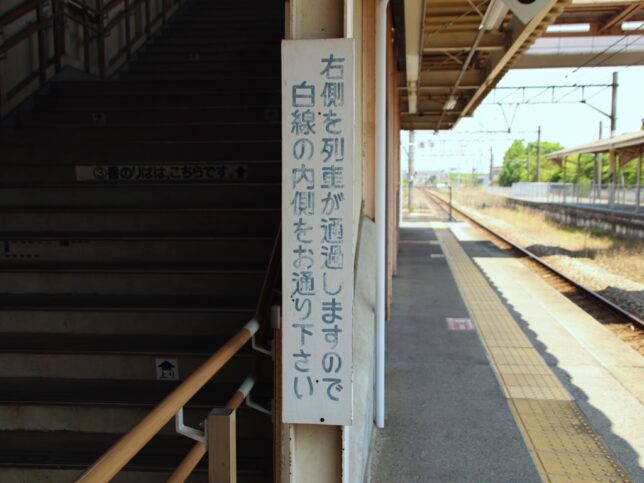 右側を列車が通過しますので
白線の内側をお通り下さい
③番のりばは、こちらです。
上り